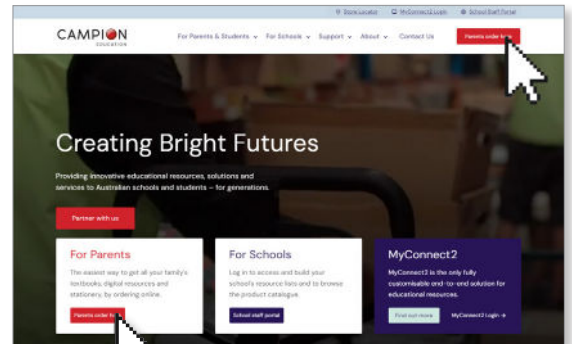 Store Locator MyConnect2 Login School Staff Portal
CAMPION
EDUCATION
For Parents & Students For Schools Support About Contact Us
Parents order
Creating Bright Futures
Providing innovative educational resources, solutions and
services to Australian schools and students – for generations.
Partner with us
For Parents
The easiest way to get all your family's
textbooks, digital resources and
stationery, by ordering online.
Parents order
For Schools
Log in to access and build your
school's resource lists and to browse
the product catalogue.
School staff portal
MyConnect2
MyConnect2 is the only fully
customisable end-to-end solution for
educational resources.
Find out more MyConnect2 Login →